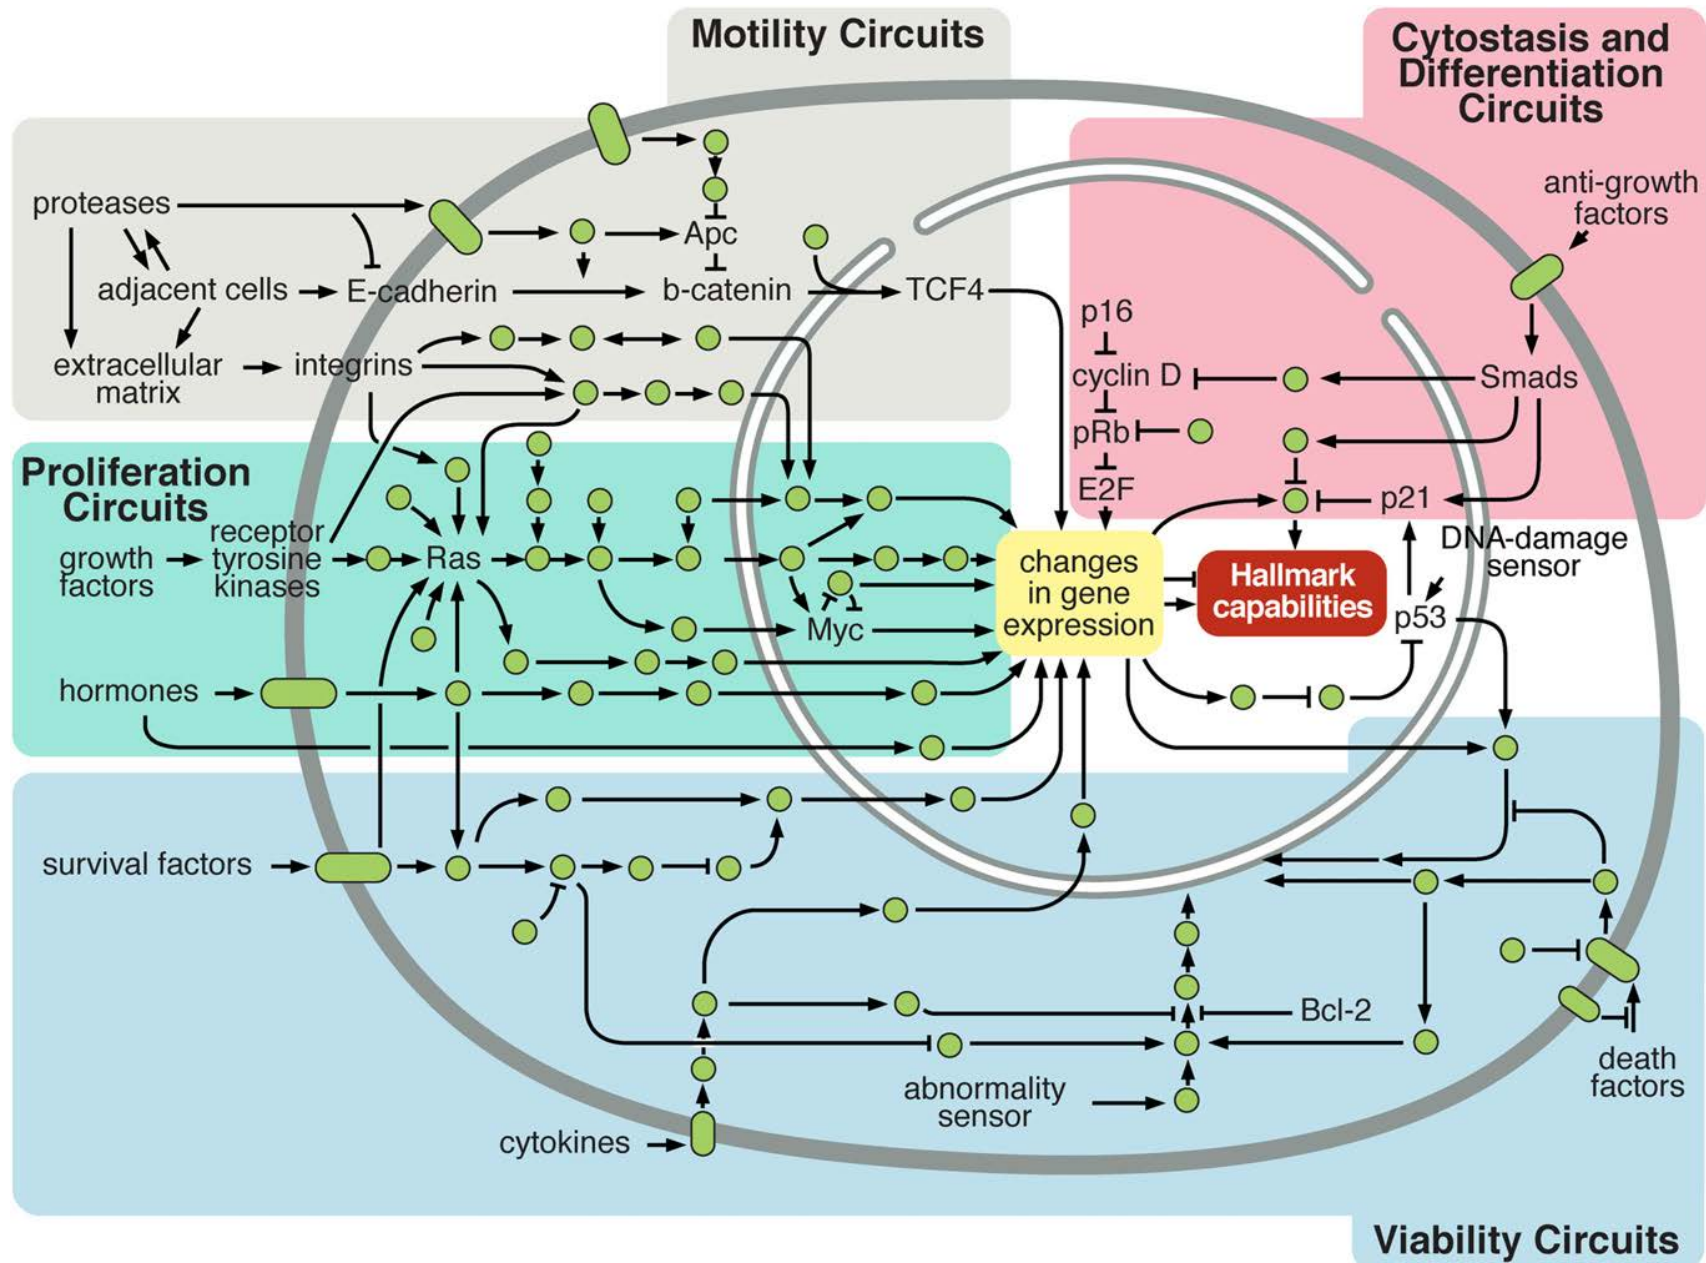 Motility Circuits
Cytostasis and
Differentiation
Circuits
anti-growth
factors
proteases
Apc
adjacent cells
E-cadherin
b-catenin
TCF4
p16
extracellular
matrix
integrins
cyclin D
Smads
pRb
E2F
p21
Proliferation
Circuits
growth
factors
receptor
tyrosine
kinases
Ras
Myc
changes
in gene
expression
Hallmark
capabilities
DNA-damage
sensor
p53
hormones
survival factors
Bcl-2
abnormality
sensor
death
factors
cytokines
Viability Circuits